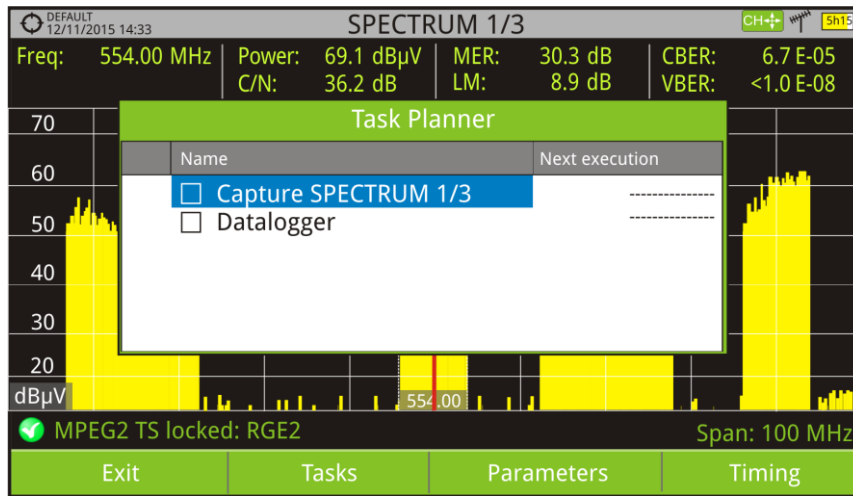 DEFAULT
12/11/2015 14:33
SPECTRUM 1/3
CH
5h15
Freq: 554.00 MHz
Power: 69.1 dBµV
MER: 30.3 dB
CBER: 6.7 E-05
C/N: 36.2 dB
LM: 8.9 dB
VBER: <1.0 E-08
Task Planner
Name
Next execution
Capture SPECTRUM 1/3 ---------------
Datalogger ---------------
70
60
50
40
30
20
dBµV
554.00
MPEG2 TS locked: RGE2
Span: 100 MHz
Exit
Tasks
Parameters
Timing